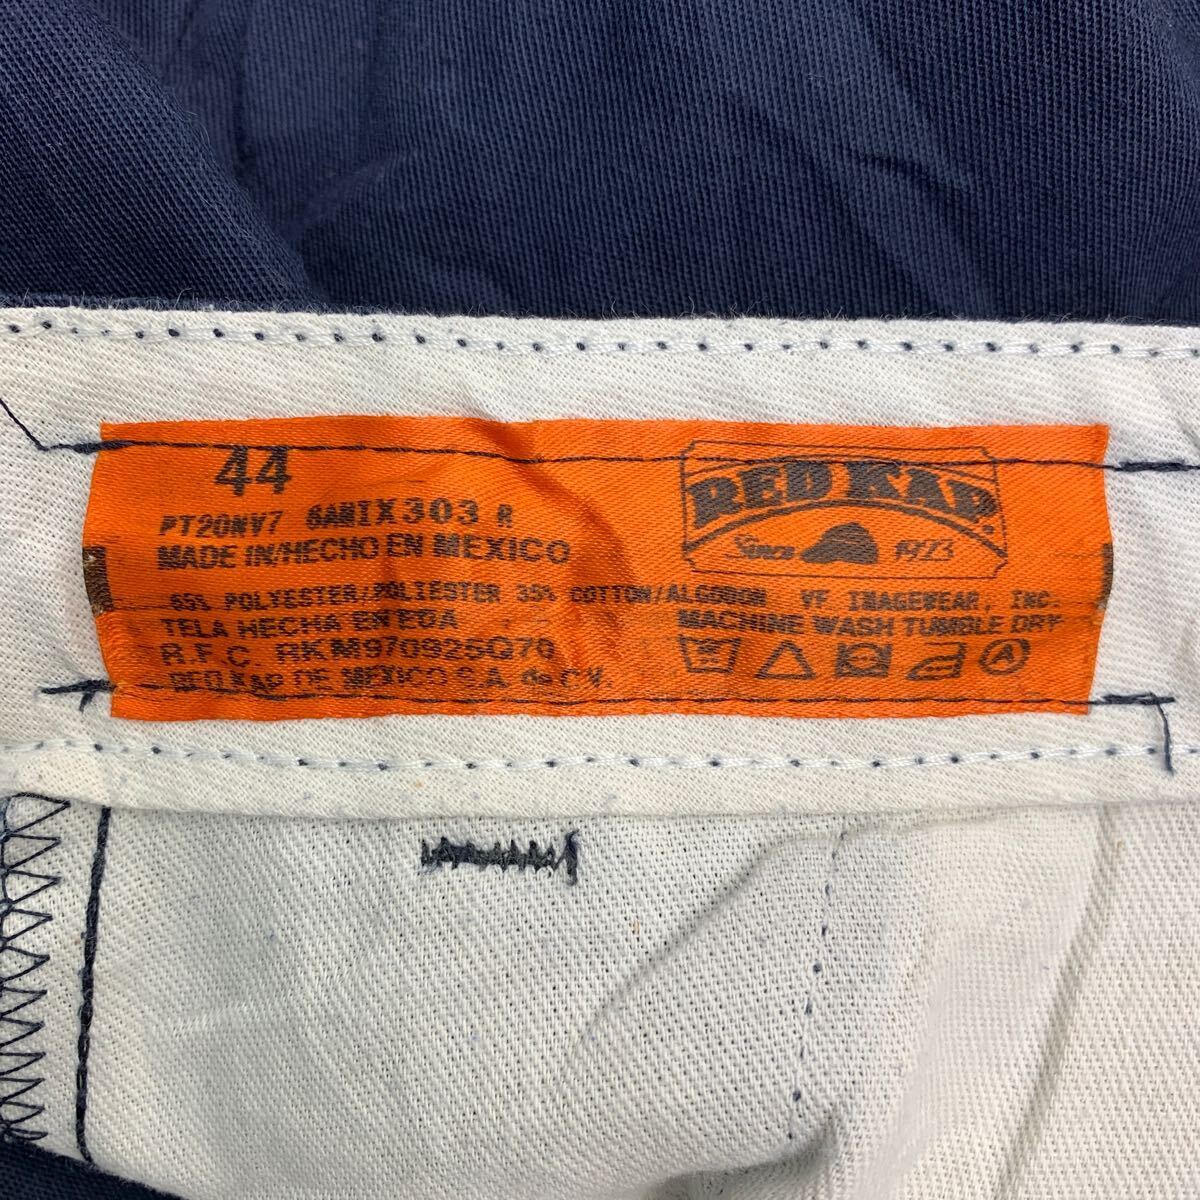 44
PT20NV7 6AMIX303 R
MADE IN/HECHO EN MEXICO
65% POLYESTER/POLIESTER 35% COTTON/ALGODON VF IMAGEWEAR, INC.
TELA HECHA EN EUA
R.F.C. RKM970925Q70
RED KAP DE MEXICO S.A. de C.V.
RED KAP
Since 1923
MACHINE WASH TUMBLE DRY
A